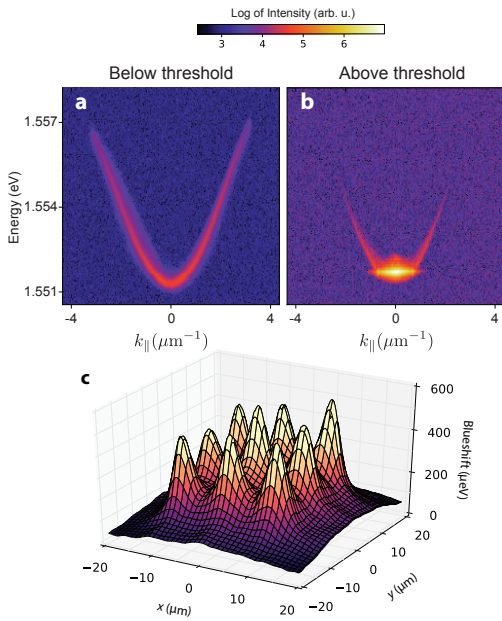 Log of Intensity (arb. u.)
3 4 5 6
Below threshold Above threshold
a b
Energy (eV)
1.557
1.554
1.551
-4 0 4 -4 0 4
k∥(μm⁻¹) k∥(μm⁻¹)
c
600
400
200
0
Blueshift (μeV)
−20 −10 0 10 20
x (μm)
−20 −10 0 10 20
y (μm)